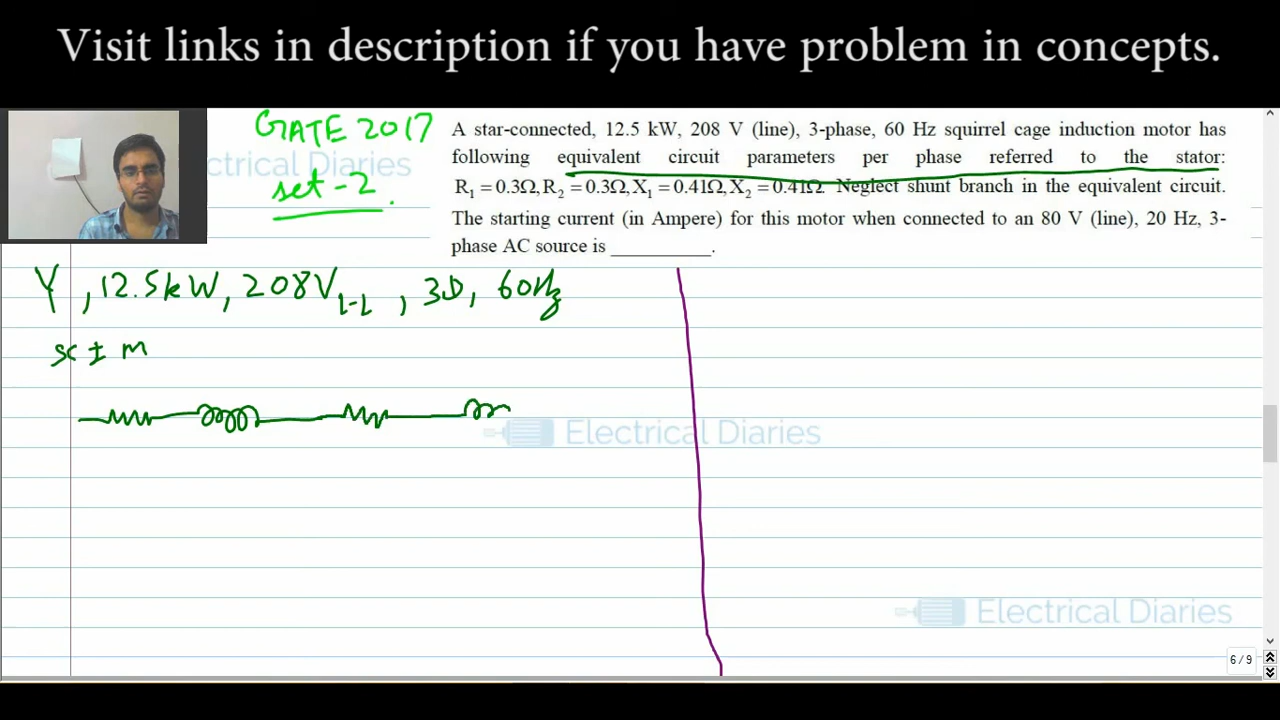 Visit links in description if you have problem in concepts.
GATE 2017
set-2.
A star-connected, 12.5 kW, 208 V (line), 3-phase, 60 Hz squirrel cage induction motor has
following equivalent circuit parameters per phase referred to the stator:
R₁ = 0.3Ω, R₂ = 0.3Ω, X₁ = 0.41Ω, X₂ = 0.41Ω. Neglect shunt branch in the equivalent circuit.
The starting current (in Ampere) for this motor when connected to an 80 V (line), 20 Hz, 3-
phase AC source is __________.
ctrical Diaries
Y, 12.5kW, 208V L-L, 3Φ, 60Hz
SC I M
Electrical Diaries
Electrical Diaries
6 / 9